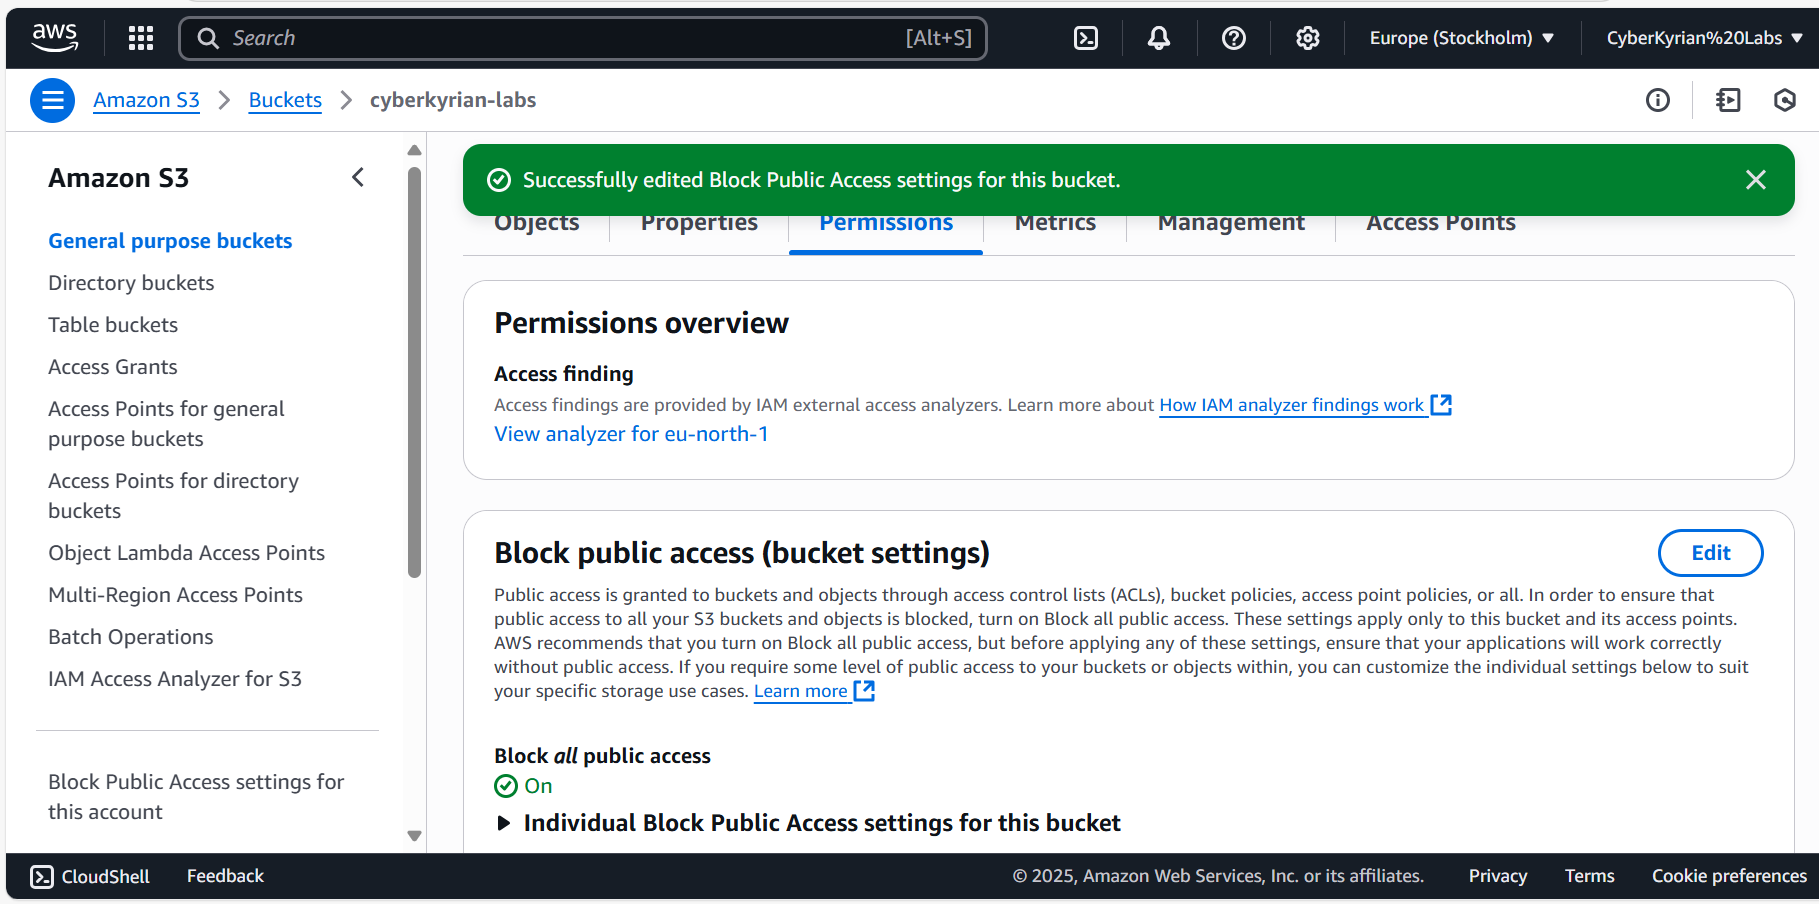 aws
Search
[Alt+S]
Europe (Stockholm)
CyberKyrian%20Labs
Amazon S3
Buckets
cyberkyrian-labs
Amazon S3
General purpose buckets
Directory buckets
Table buckets
Access Grants
Access Points for general
purpose buckets
Access Points for directory
buckets
Object Lambda Access Points
Multi-Region Access Points
Batch Operations
IAM Access Analyzer for S3
Block Public Access settings for
this account
Successfully edited Block Public Access settings for this bucket.
Objects
Properties
Permissions
Metrics
Management
Access Points
Permissions overview
Access finding
Access findings are provided by IAM external access analyzers. Learn more about How IAM analyzer findings work
View analyzer for eu-north-1
Block public access (bucket settings)
Edit
Public access is granted to buckets and objects through access control lists (ACLs), bucket policies, access point policies, or all. In order to ensure that
public access to all your S3 buckets and objects is blocked, turn on Block all public access. These settings apply only to this bucket and its access points.
AWS recommends that you turn on Block all public access, but before applying any of these settings, ensure that your applications will work correctly
without public access. If you require some level of public access to your buckets or objects within, you can customize the individual settings below to suit
your specific storage use cases. Learn more
Block all public access
On
Individual Block Public Access settings for this bucket
CloudShell
Feedback
© 2025, Amazon Web Services, Inc. or its affiliates.
Privacy
Terms
Cookie preferences